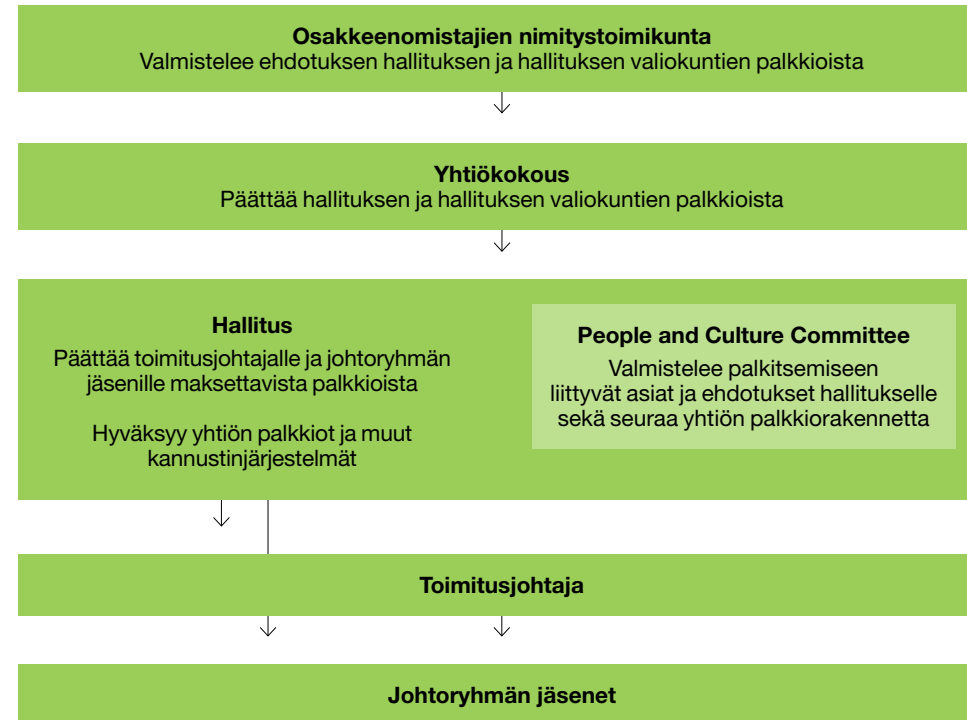 Osakkeenomistajien nimitystoimikunta
Valmistelee ehdotuksen hallituksen ja hallituksen valiokuntien palkkioista
Yhtiökokous
Päättää hallituksen ja hallituksen valiokuntien palkkioista
Hallitus
Päättää toimitusjohtajalle ja johtoryhmän
jäsenille maksettavista palkkioista
Hyväksyy yhtiön palkkiot ja muut
kannustinjärjestelmät
People and Culture Committee
Valmistelee palkitsemiseen
liittyvät asiat ja ehdotukset hallitukselle
sekä seuraa yhtiön palkkiorakennetta
Toimitusjohtaja
Johtoryhmän jäsenet